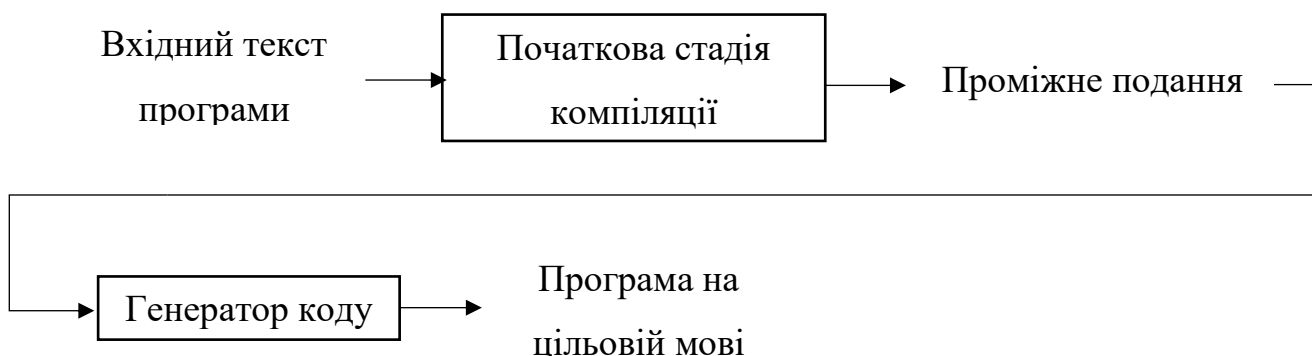 Вхідний текст
програми
Початкова стадія
компіляції
Проміжне подання
Генератор коду
Програма на
цільовій мові